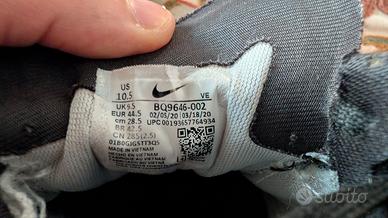 US
10.5
VE
UK 9.5
BQ9646-002
EUR 44.5
02/05/20
03/18/20
cm 28.5
UPC 00193657764934
BR 42.5
CN 285(2.5)
MADE IN VIETNAM
subito